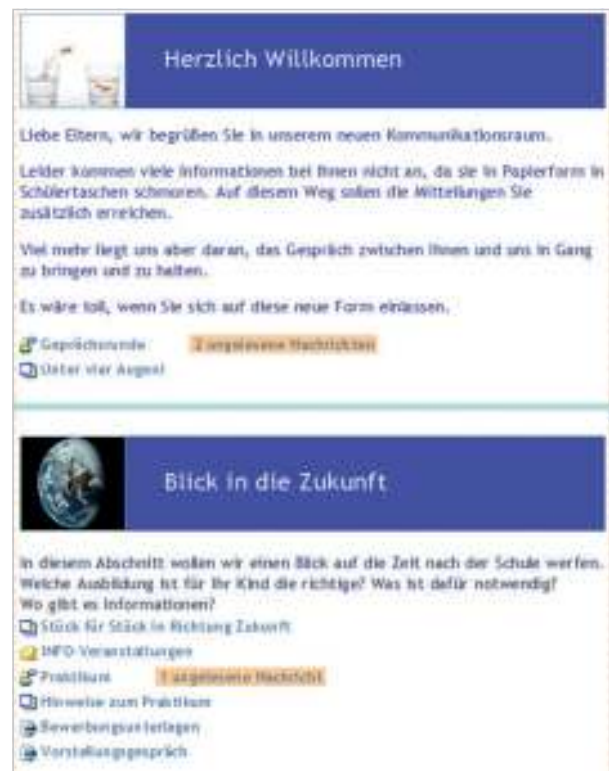 Herzlich Willkommen
Liebe Eltern, wir begrüßen Sie in unserem neuen Kommunikationsraum.
Leider kommen viele Informationen bei Ihnen nicht an, da sie in Papierform in
Schülertaschen schmoren. Auf diesem Weg sollen die Mitteilungen Sie
zusätzlich erreichen.
Viel mehr liegt uns aber daran, das Gespräch zwischen Ihnen und uns in Gang
zu bringen und zu halten.
Es wäre toll, wenn Sie sich auf diese neue Form einlassen.
Gesprächsrunde 2 ungelesene Nachrichten
Unter vier Augen!
Blick in die Zukunft
In diesem Abschnitt wollen wir einen Blick auf die Zeit nach der Schule werfen.
Welche Ausbildung ist für Ihr Kind die richtige? Was ist dafür notwendig?
Wo gibt es Informationen?
Stück für Stück in Richtung Zukunft
INFO-Veranstaltungen
Praktikum 1 ungelesene Nachricht
Hinweise zum Praktikum
Bewerbungsunterlagen
Vorstellungsgespräch